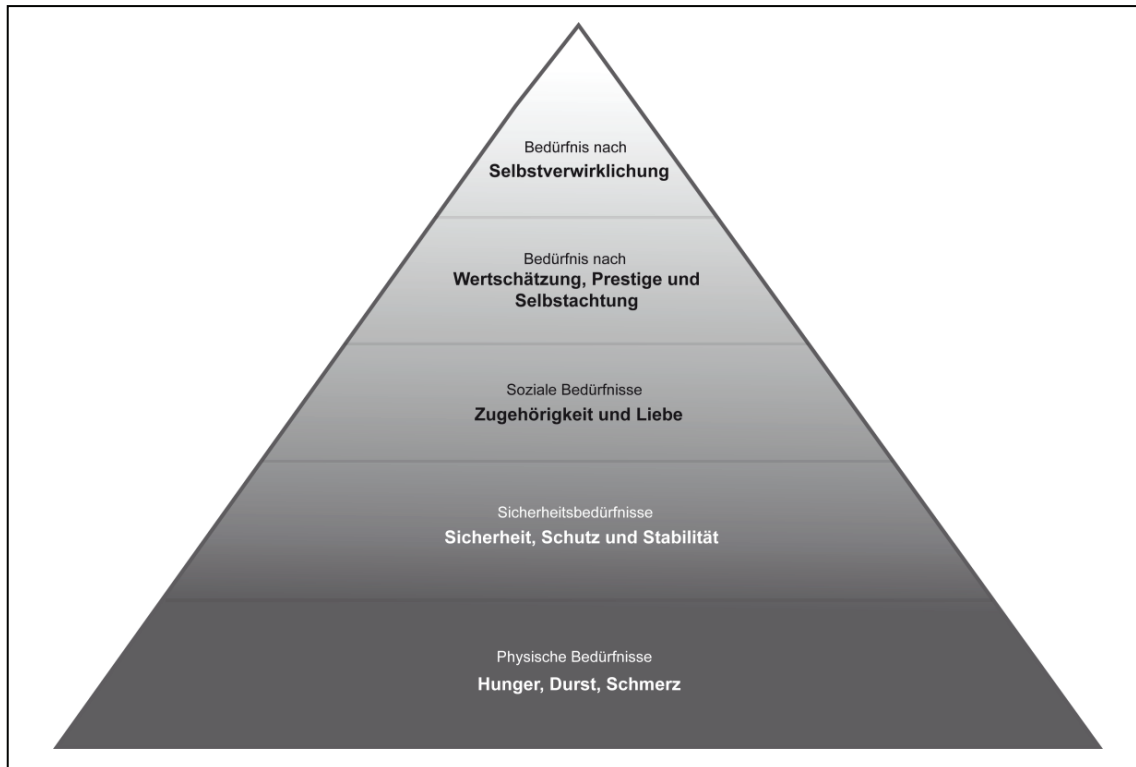 Bedürfnis nach
Selbstverwirklichung
Bedürfnis nach
Wertschätzung, Prestige und
Selbstachtung
Soziale Bedürfnisse
Zugehörigkeit und Liebe
Sicherheitsbedürfnisse
Sicherheit, Schutz und Stabilität
Physische Bedürfnisse
Hunger, Durst, Schmerz